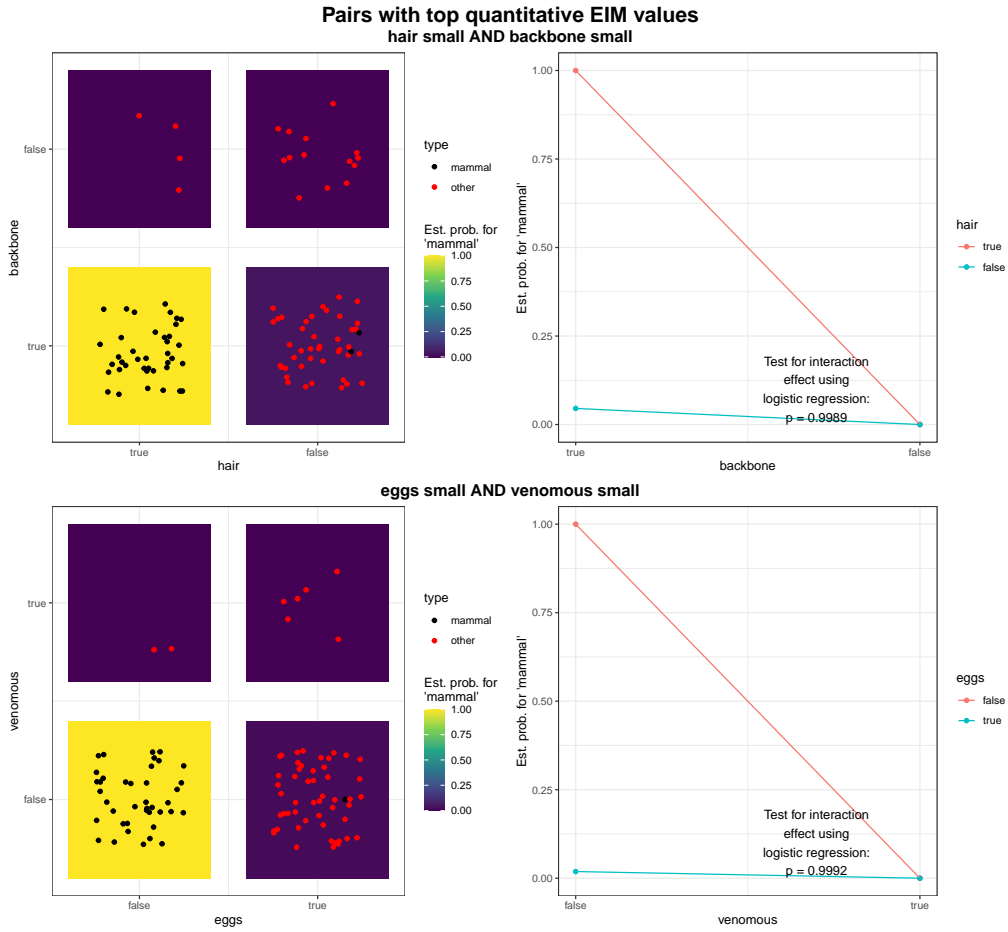 Pairs with top quantitative EIM values
hair small AND backbone small
backbone
false
true
true
false
hair
type
mammal
other
Est. prob. for
'mammal'
1.00
0.75
0.50
0.25
0.00
Est. prob. for 'mammal'
1.00
0.75
0.50
0.25
0.00
Test for interaction
effect using
logistic regression:
p = 0.9989
true
false
backbone
hair
true
false
eggs small AND venomous small
venomous
true
false
false
true
eggs
type
mammal
other
Est. prob. for
'mammal'
1.00
0.75
0.50
0.25
0.00
Est. prob. for 'mammal'
1.00
0.75
0.50
0.25
0.00
Test for interaction
effect using
logistic regression:
p = 0.9992
false
true
venomous
eggs
false
true